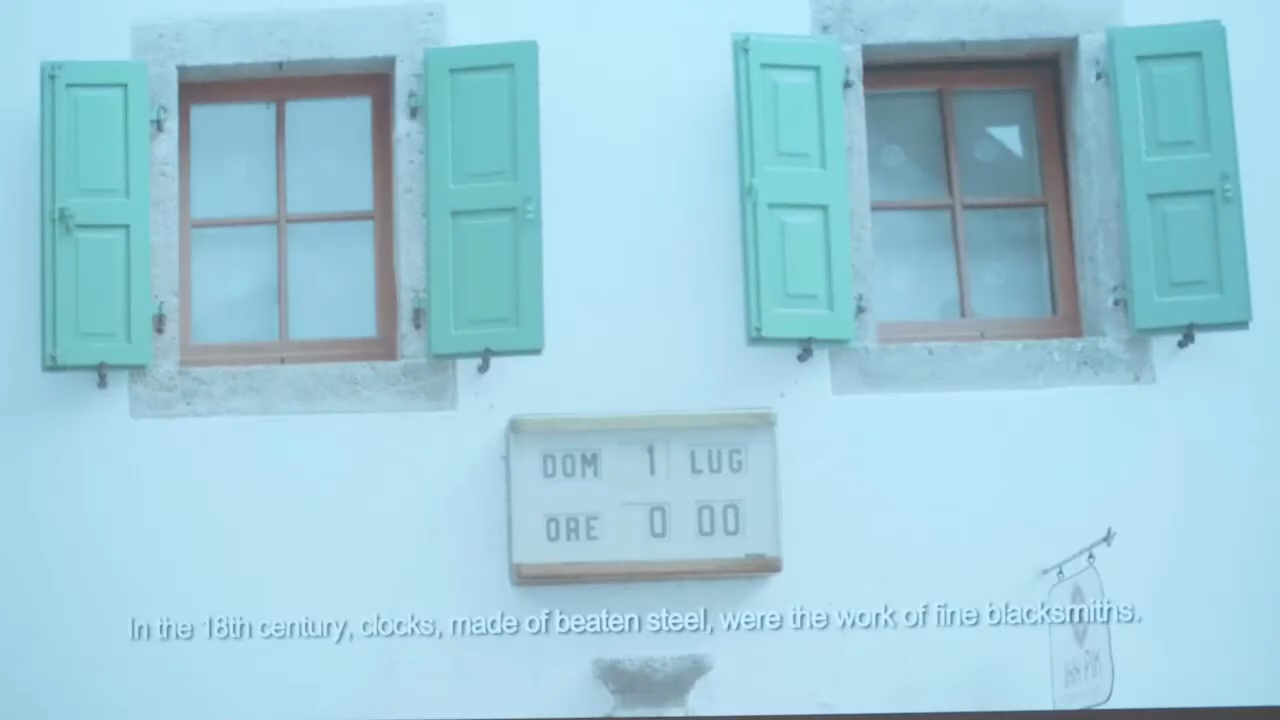 DOM 1 LUG
ORE 0 00
In the 18th century, clocks, made of beaten steel, were the work of fine blacksmiths.